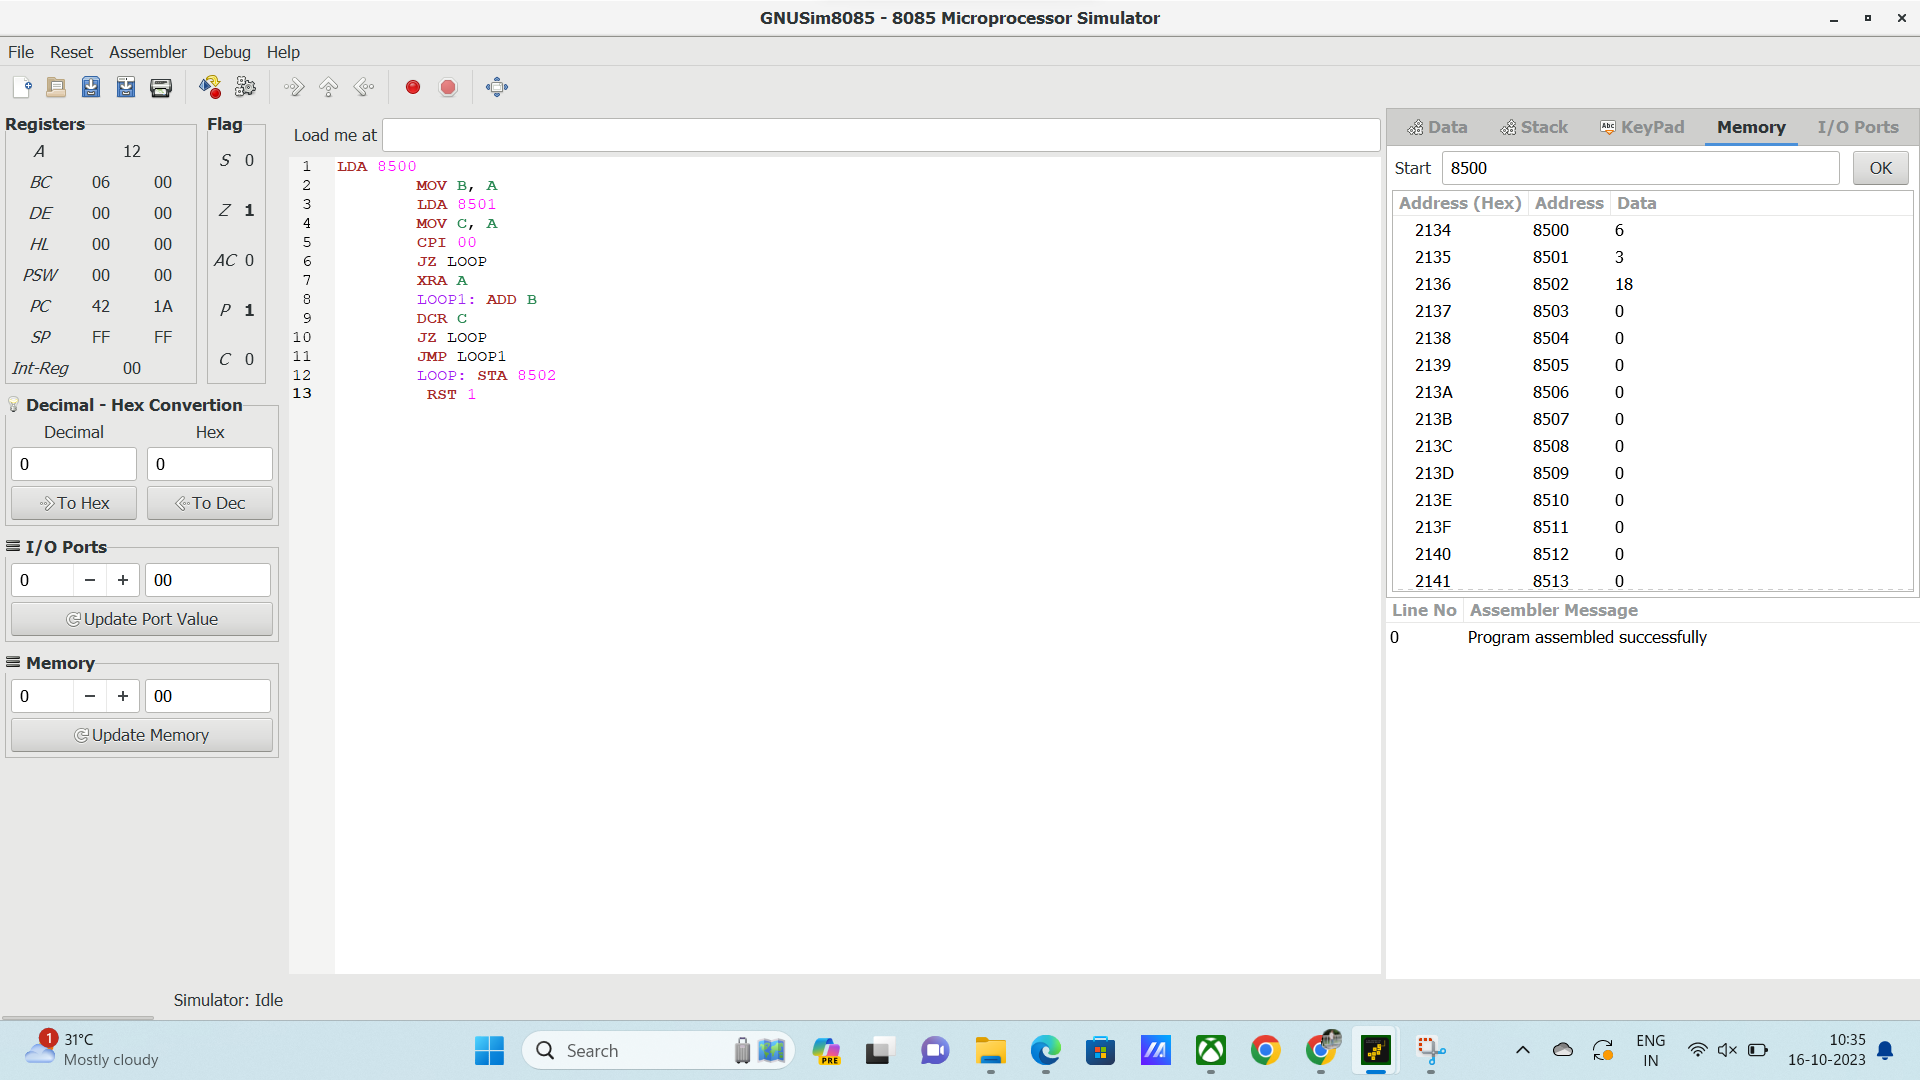 GNUSim8085 - 8085 Microprocessor Simulator
File Reset Assembler Debug Help
Registers
A 12
BC 06 00
DE 00 00
HL 00 00
PSW 00 00
PC 42 1A
SP FF FF
Int-Reg 00
Flag
S 0
Z 1
AC 0
P 1
C 0
Decimal - Hex Convertion
Decimal Hex
0 0
To Hex To Dec
I/O Ports
0 − + 00
Update Port Value
Memory
0 − + 00
Update Memory
Load me at
1 LDA 8500
2 MOV B, A
3 LDA 8501
4 MOV C, A
5 CPI 00
6 JZ LOOP
7 XRA A
8 LOOP1: ADD B
9 DCR C
10 JZ LOOP
11 JMP LOOP1
12 LOOP: STA 8502
13 RST 1
Data Stack Abc KeyPad Memory I/O Ports
Start 8500 OK
Address (Hex) Address Data
2134 8500 6
2135 8501 3
2136 8502 18
2137 8503 0
2138 8504 0
2139 8505 0
213A 8506 0
213B 8507 0
213C 8508 0
213D 8509 0
213E 8510 0
213F 8511 0
2140 8512 0
2141 8513 0
Line No Assembler Message
0 Program assembled successfully
Simulator: Idle
1 31°C
Mostly cloudy
Search
PRE
ENG
IN
10:35
16-10-2023